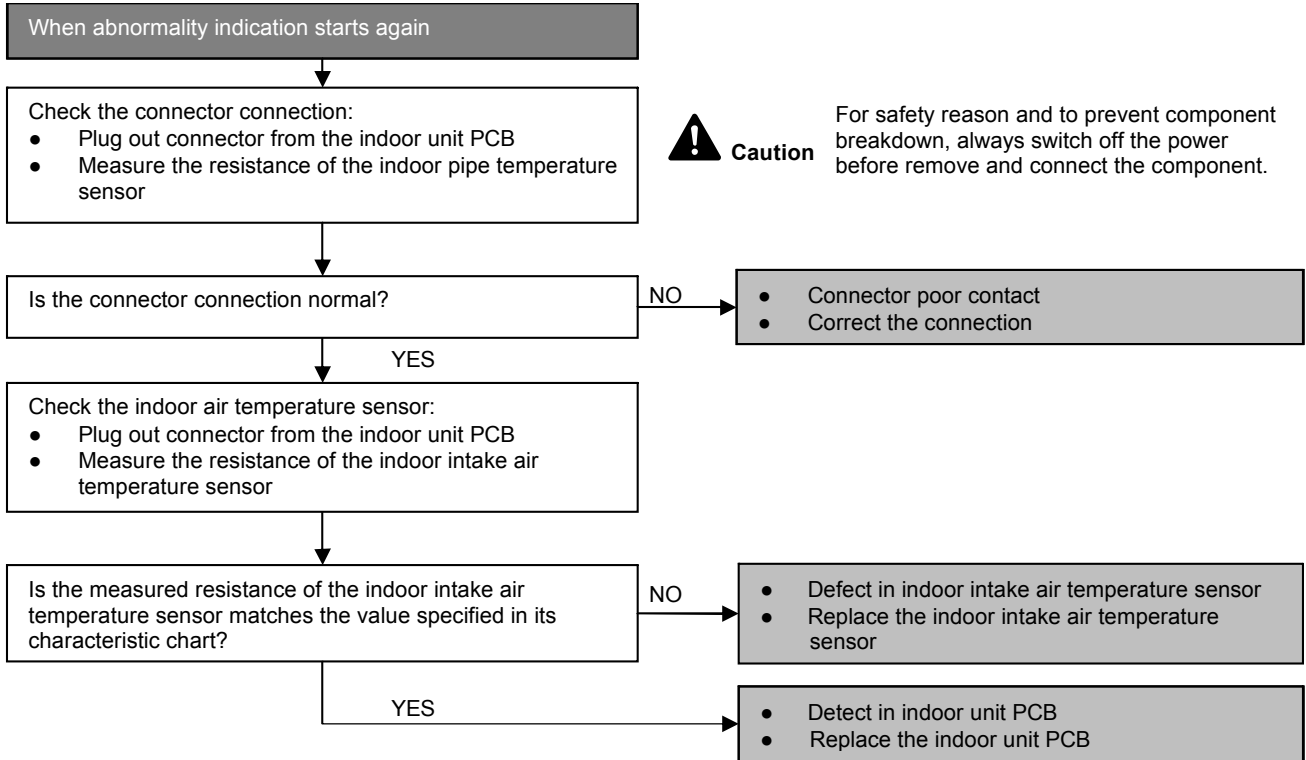 When abnormality indication starts again
Check the connector connection:
● Plug out connector from the indoor unit PCB
● Measure the resistance of the indoor pipe temperature
sensor
Caution
For safety reason and to prevent component
breakdown, always switch off the power
before remove and connect the component.
Is the connector connection normal?
NO
● Connector poor contact
● Correct the connection
YES
Check the indoor air temperature sensor:
● Plug out connector from the indoor unit PCB
● Measure the resistance of the indoor intake air
temperature sensor
Is the measured resistance of the indoor intake air
temperature sensor matches the value specified in its
characteristic chart?
NO
● Defect in indoor intake air temperature sensor
● Replace the indoor intake air temperature
sensor
YES
● Detect in indoor unit PCB
● Replace the indoor unit PCB